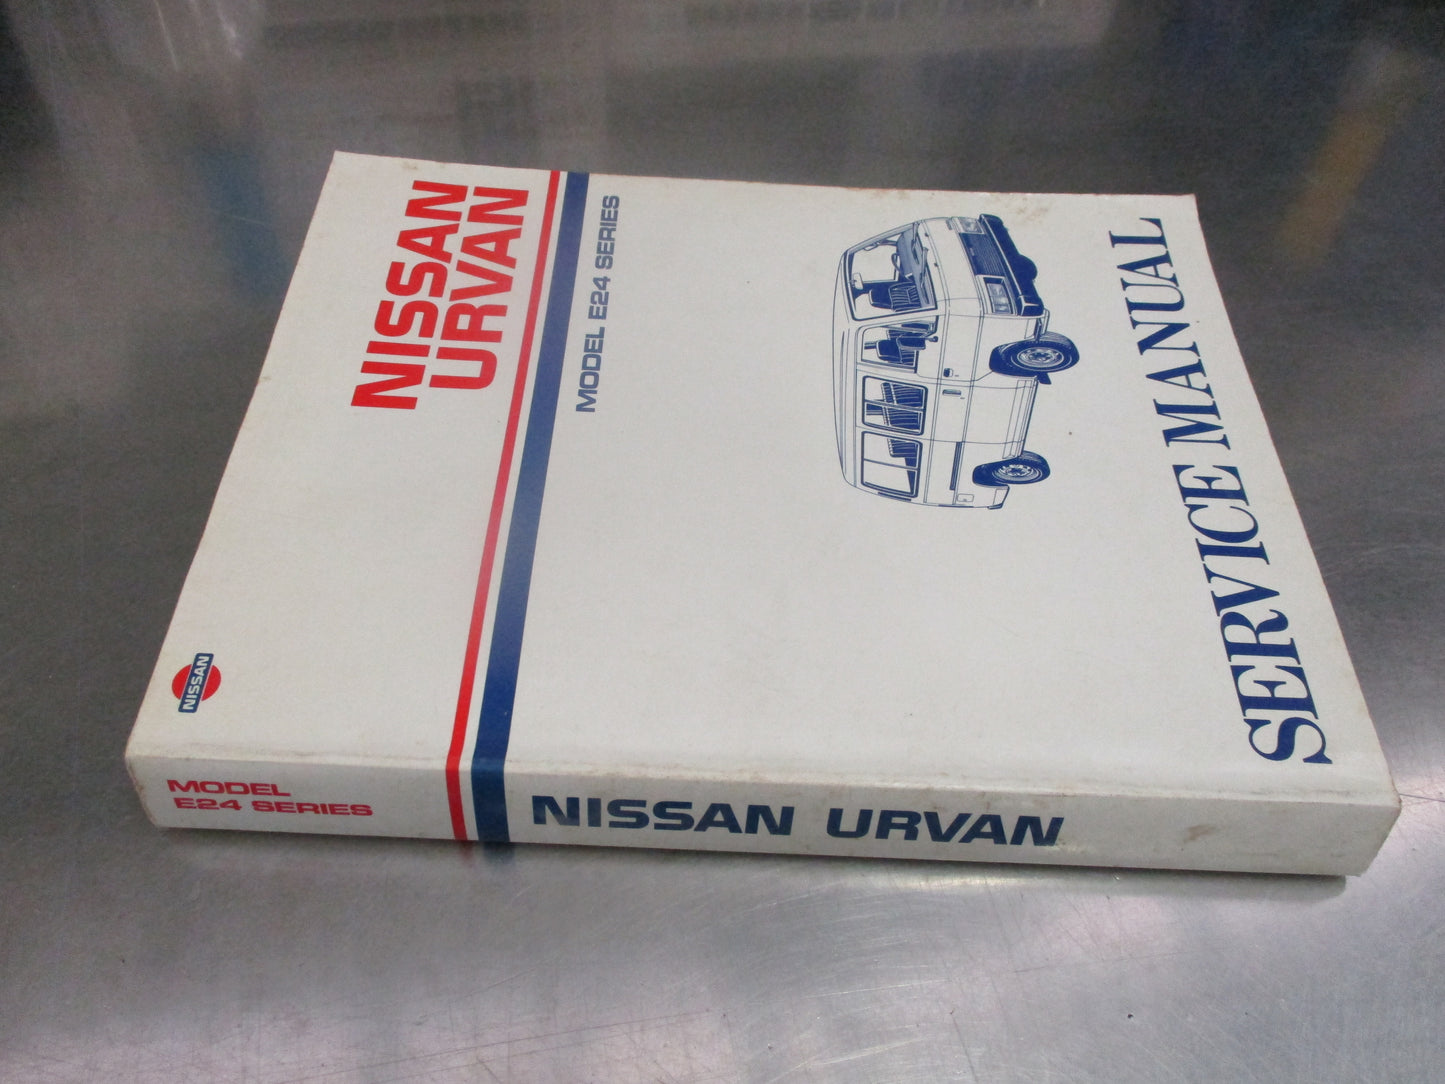 NISSAN
URVAN
MODEL E24 SERIES
SERVICE MANUAL
NISSAN
MODEL
E24 SERIES
NISSAN URVAN